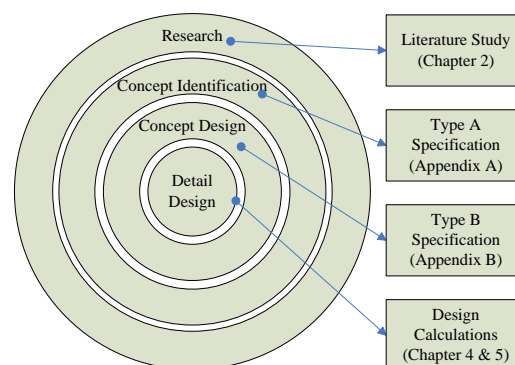 Research
Concept Identification
Concept Design
Detail
Design
Literature Study
(Chapter 2)
Type A
Specification
(Appendix A)
Type B
Specification
(Appendix B)
Design
Calculations
(Chapter 4 & 5)